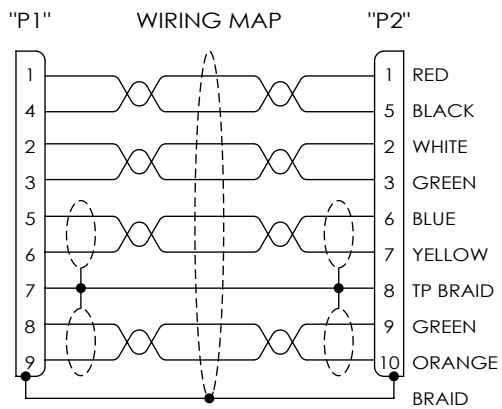 "P1" WIRING MAP "P2"
1 1 RED
4 5 BLACK
2 2 WHITE
3 3 GREEN
5 6 BLUE
6 7 YELLOW
7 8 TP BRAID
8 9 GREEN
9 10 ORANGE
BRAID